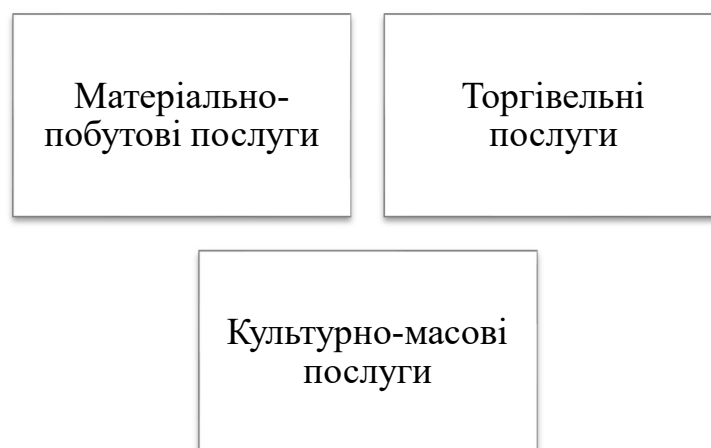 Матеріально-
побутові послуги
Торгівельні
послуги
Культурно-масові
послуги